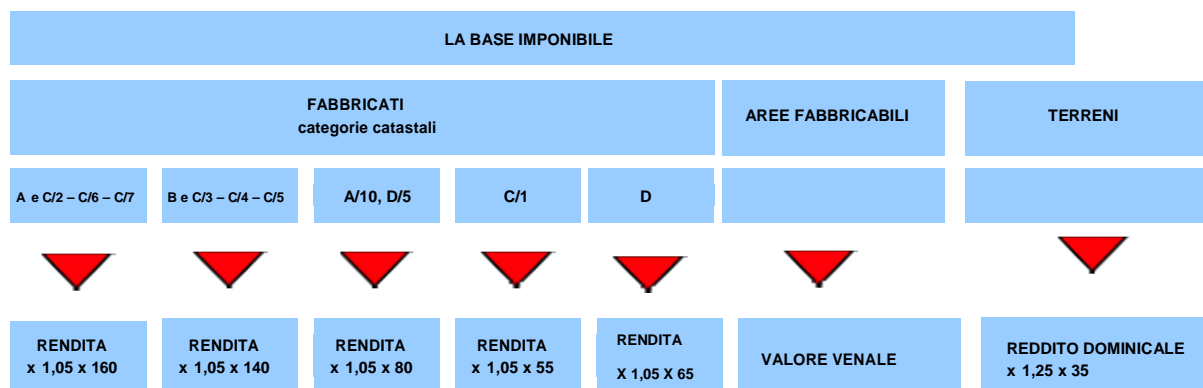 LA BASE IMPONIBILE
FABBRICATI
categorie catastali
AREE FABBRICABILI
TERRENI
A e C/2 – C/6 – C/7
B e C/3 – C/4 – C/5
A/10, D/5
C/1
D
RENDITA
x 1,05 x 160
RENDITA
x 1,05 x 140
RENDITA
x 1,05 x 80
RENDITA
x 1,05 x 55
RENDITA
X 1,05 X 65
VALORE VENALE
REDDITO DOMINICALE
x 1,25 x 35